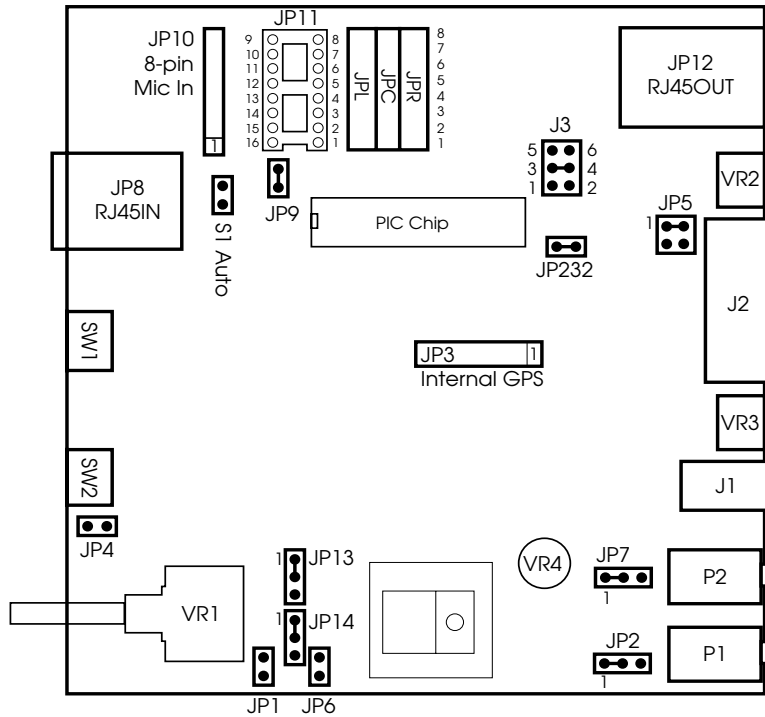 JP11
JP10
8-pin
Mic In
1
9 8
10 7
11 6
12 5
13 4
14 3
15 2
16 1
JPL
JPC
JPR
8
7
6
5
4
3
2
1
JP12
RJ45OUT
J3
5 6
3 4
1 2
VR2
JP8
RJ45IN
S1 Auto
JP9
PIC Chip
JP232
JP5
1
J2
SW1
JP3 1
Internal GPS
VR3
SW2
J1
JP4
1 JP13
VR4
JP7
1
P2
VR1
1 JP14
JP2
1
P1
JP1
JP6